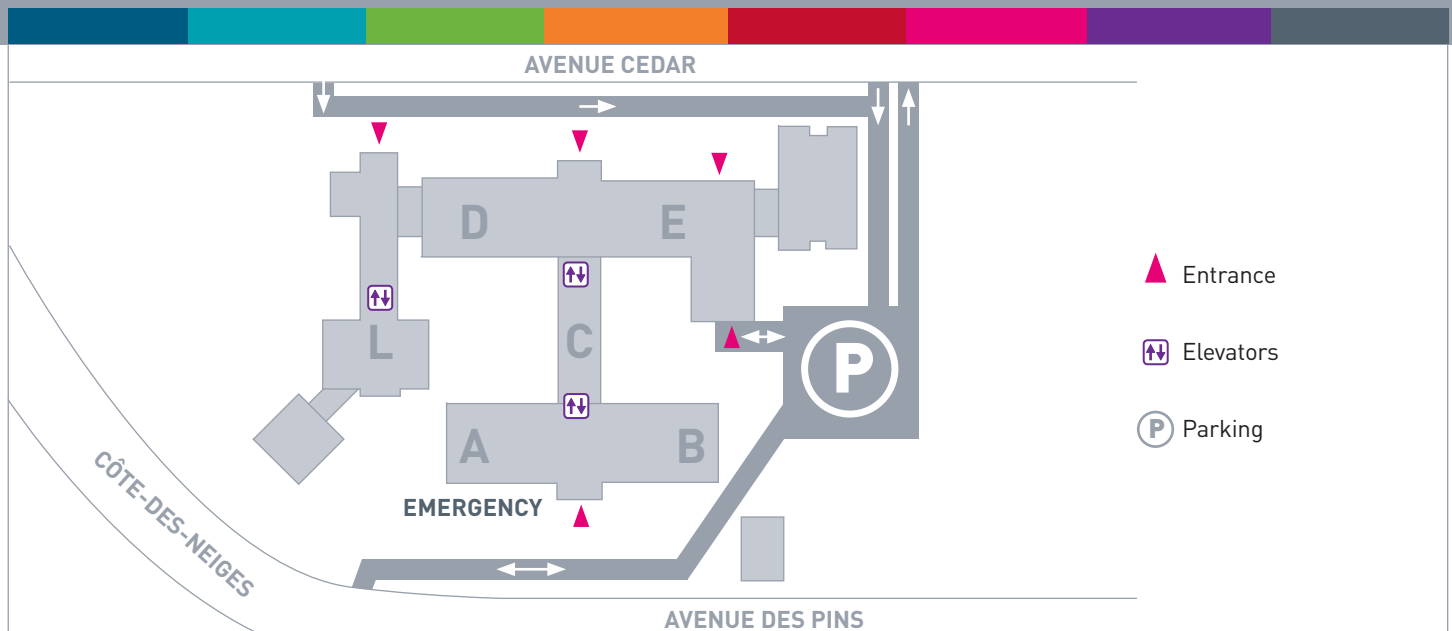 AVENUE CEDAR
D
E
L
C
P
A
B
EMERGENCY
CÔTE-DES-NEIGES
AVENUE DES PINS
Entrance
Elevators
P Parking